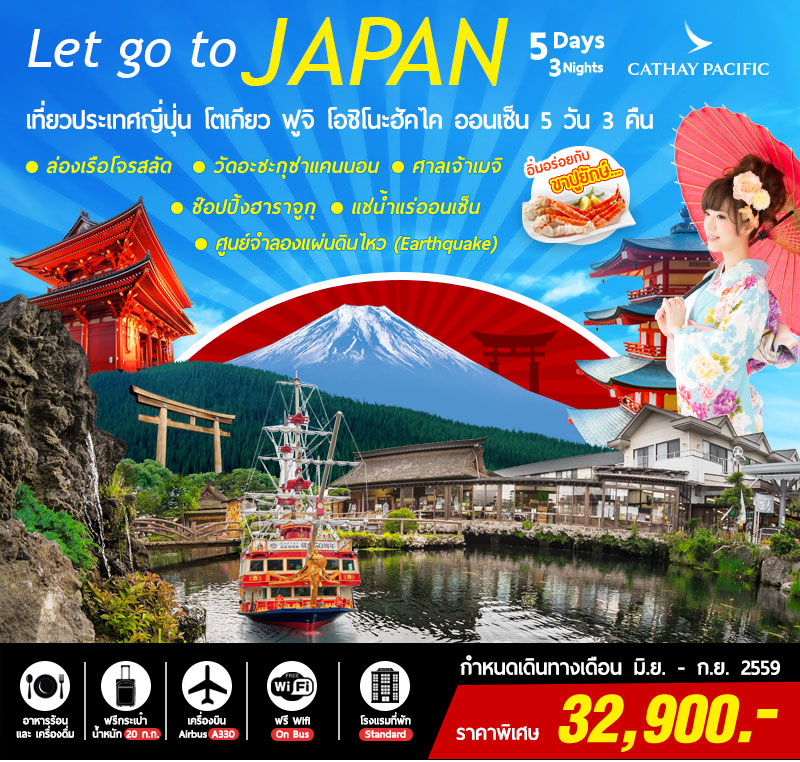 Let go to JAPAN 5 Days 3 Nights
CATHAY PACIFIC
เที่ยวประเทศญี่ปุ่น โตเกียว ฟูจิ โอชิโนะฮัคไค ออนเซ็น 5 วัน 3 คืน
ล่องเรือโจรสลัด วัดอะซะกุซ่าแคนนอน ศาลเจ้าเมจิ
ช๊อปปิ้งฮาราจูกุ แช่น้ำแร่ออนเซ็น
ศูนย์จำลองแผ่นดินไหว (Earthquake)
อิ่มอร่อยกับ
ขาปูยักษ์...
อาหารร้อน
และ เครื่องดื่ม
ฟรีกระเป๋า
น้ำหนัก 20 ก.ก.
เครื่องบิน
Airbus A330
FREE
WiFi
ฟรี Wifi
On Bus
โรงแรมที่พัก
Standard
กำหนดเดินทางเดือน มิ.ย. - ก.ย. 2559
ราคาพิเศษ 32,900.-